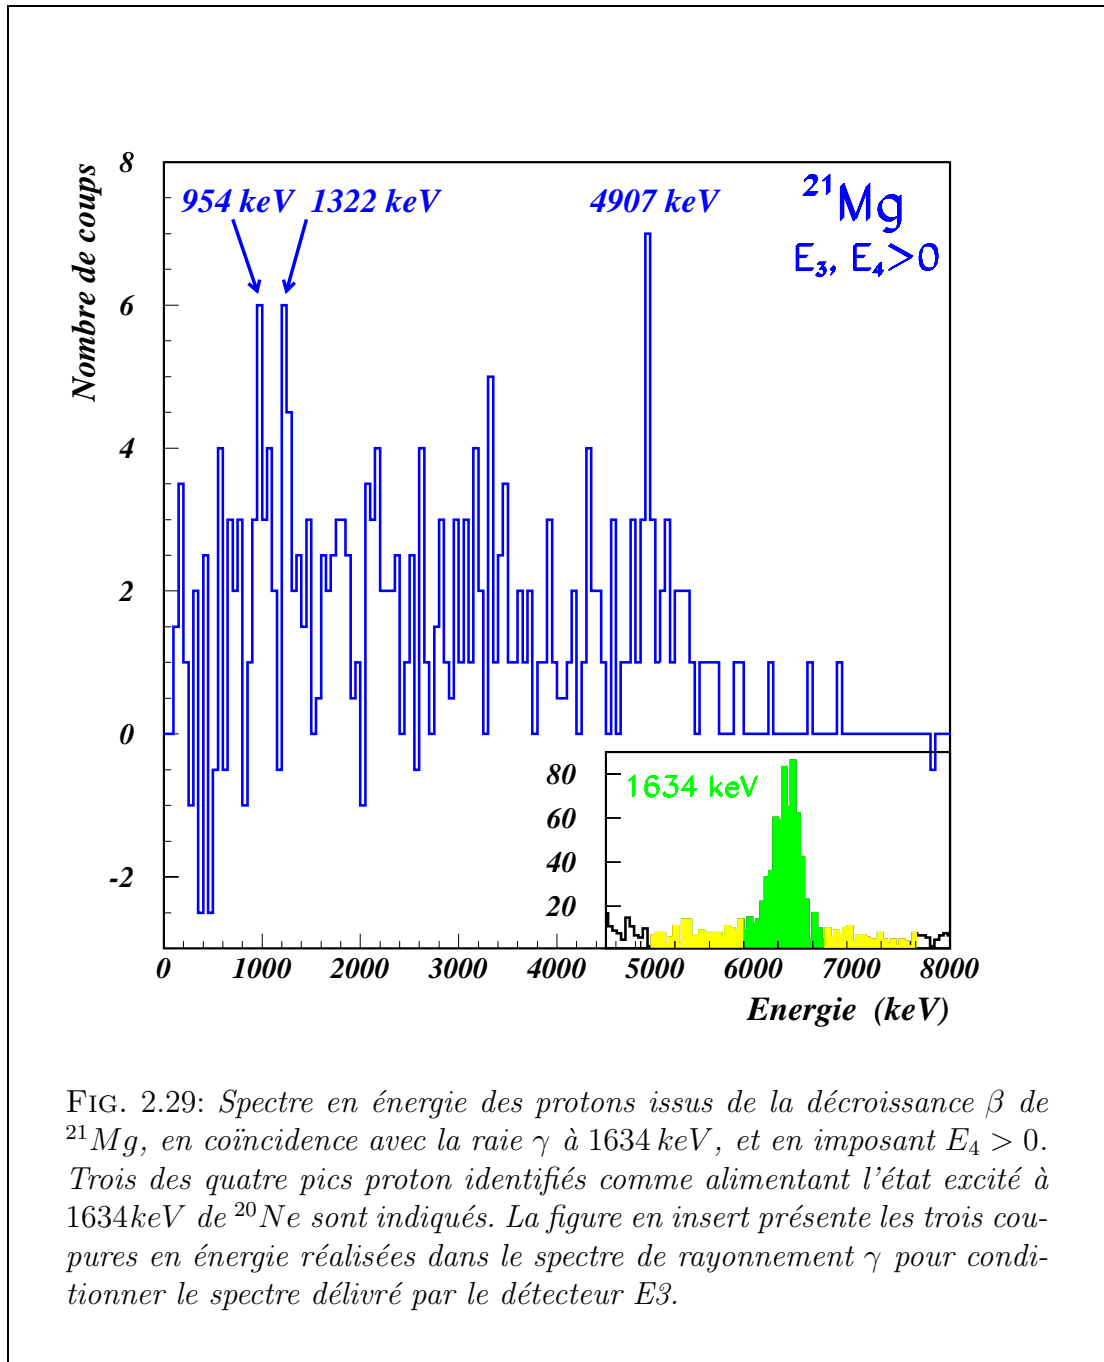 8
6
4
2
0
-2
Nombre de coups
954 keV
1322 keV
4907 keV
21Mg
E3, E4>0
80
60
40
20
1634 keV
0
1000
2000
3000
4000
5000
6000
7000
8000
Energie (keV)
FIG. 2.29: Spectre en énergie des protons issus de la décroissance β de
21Mg, en coïncidence avec la raie γ à 1634 keV, et en imposant E4 > 0.
Trois des quatre pics proton identifiés comme alimentant l'état excité à
1634keV de 20Ne sont indiqués. La figure en insert présente les trois cou-
pures en énergie réalisées dans le spectre de rayonnement γ pour condi-
tionner le spectre délivré par le détecteur E3.